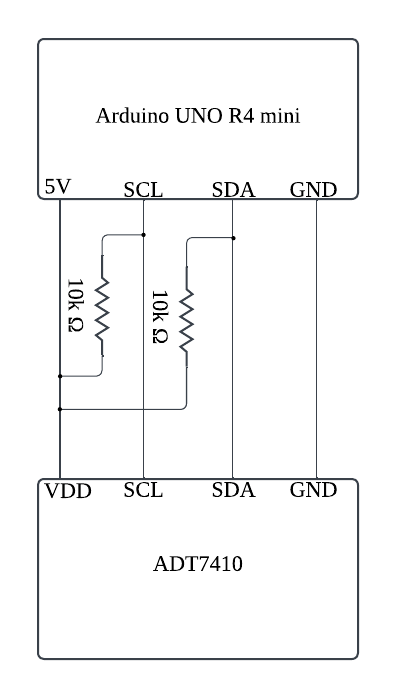 Arduino UNO R4 mini
5V SCL SDA GND
10k Ω
10k Ω
VDD SCL SDA GND
ADT7410